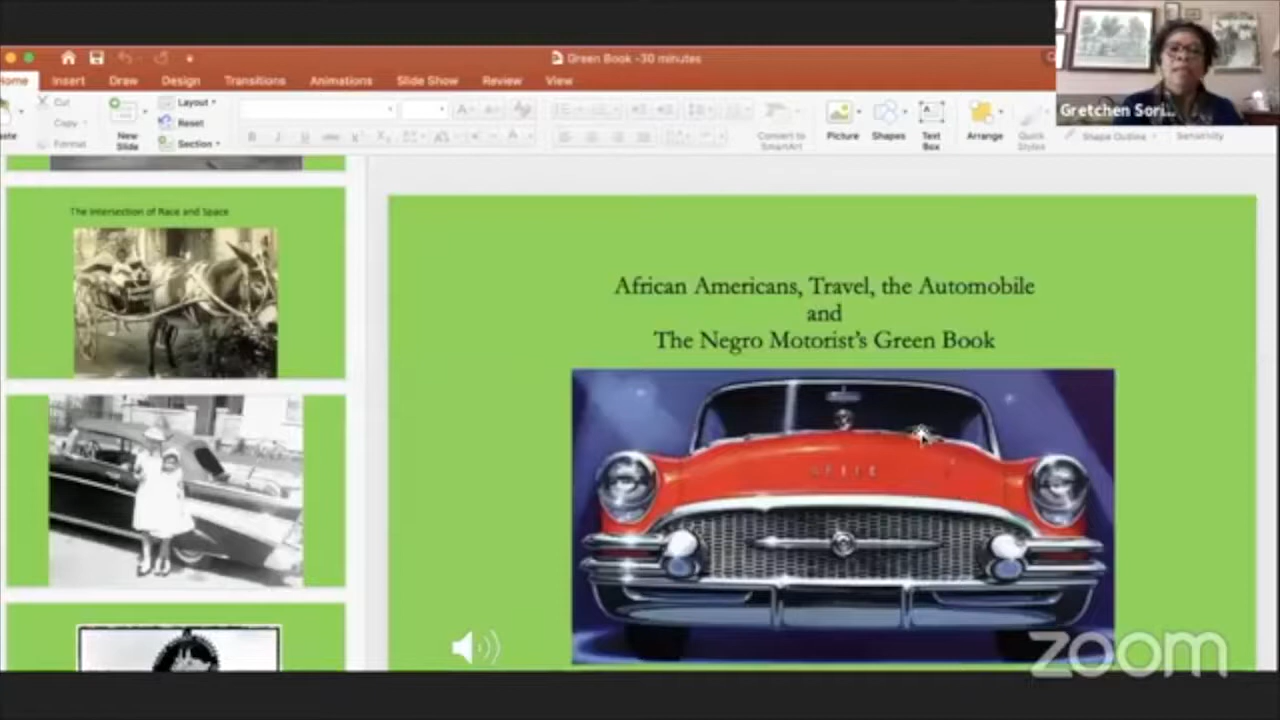 Green Book -30 minutes
Home Insert Draw Design Transitions Animations Slide Show Review View
Gretchen Sori...
Cut
Copy
Format
New
Slide
Layout
Reset
Section
Convert to
SmartArt
Picture
Shapes
Text
Box
Arrange
Quick
Styles
Shape Outline
Sensitivity
The Intersection of Race and Space
African Americans, Travel, the Automobile
and
The Negro Motorist's Green Book
zoom